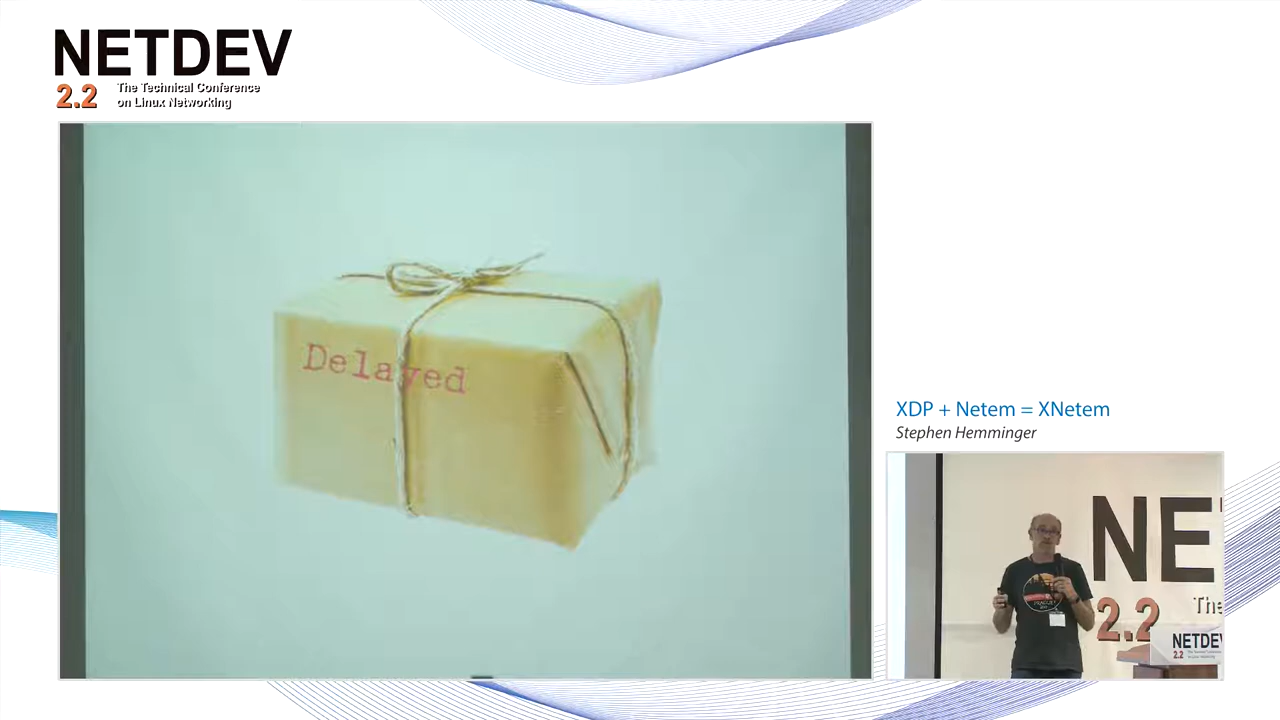 NETDEV
2.2
The Technical Conference
on Linux Networking
Delayed
XDP + Netem = XNetem
Stephen Hemminger
NE
2.2
The
NETDEV
2.2